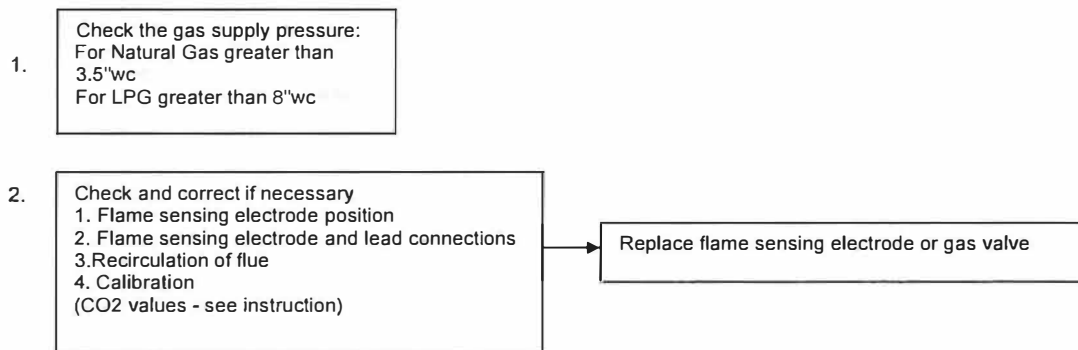 1.
Check the gas supply pressure:
For Natural Gas greater than
3.5"wc
For LPG greater than 8"wc
2.
Check and correct if necessary
1. Flame sensing electrode position
2. Flame sensing electrode and lead connections
3.Recirculation of flue
4. Calibration
(CO2 values - see instruction)
Replace flame sensing electrode or gas valve